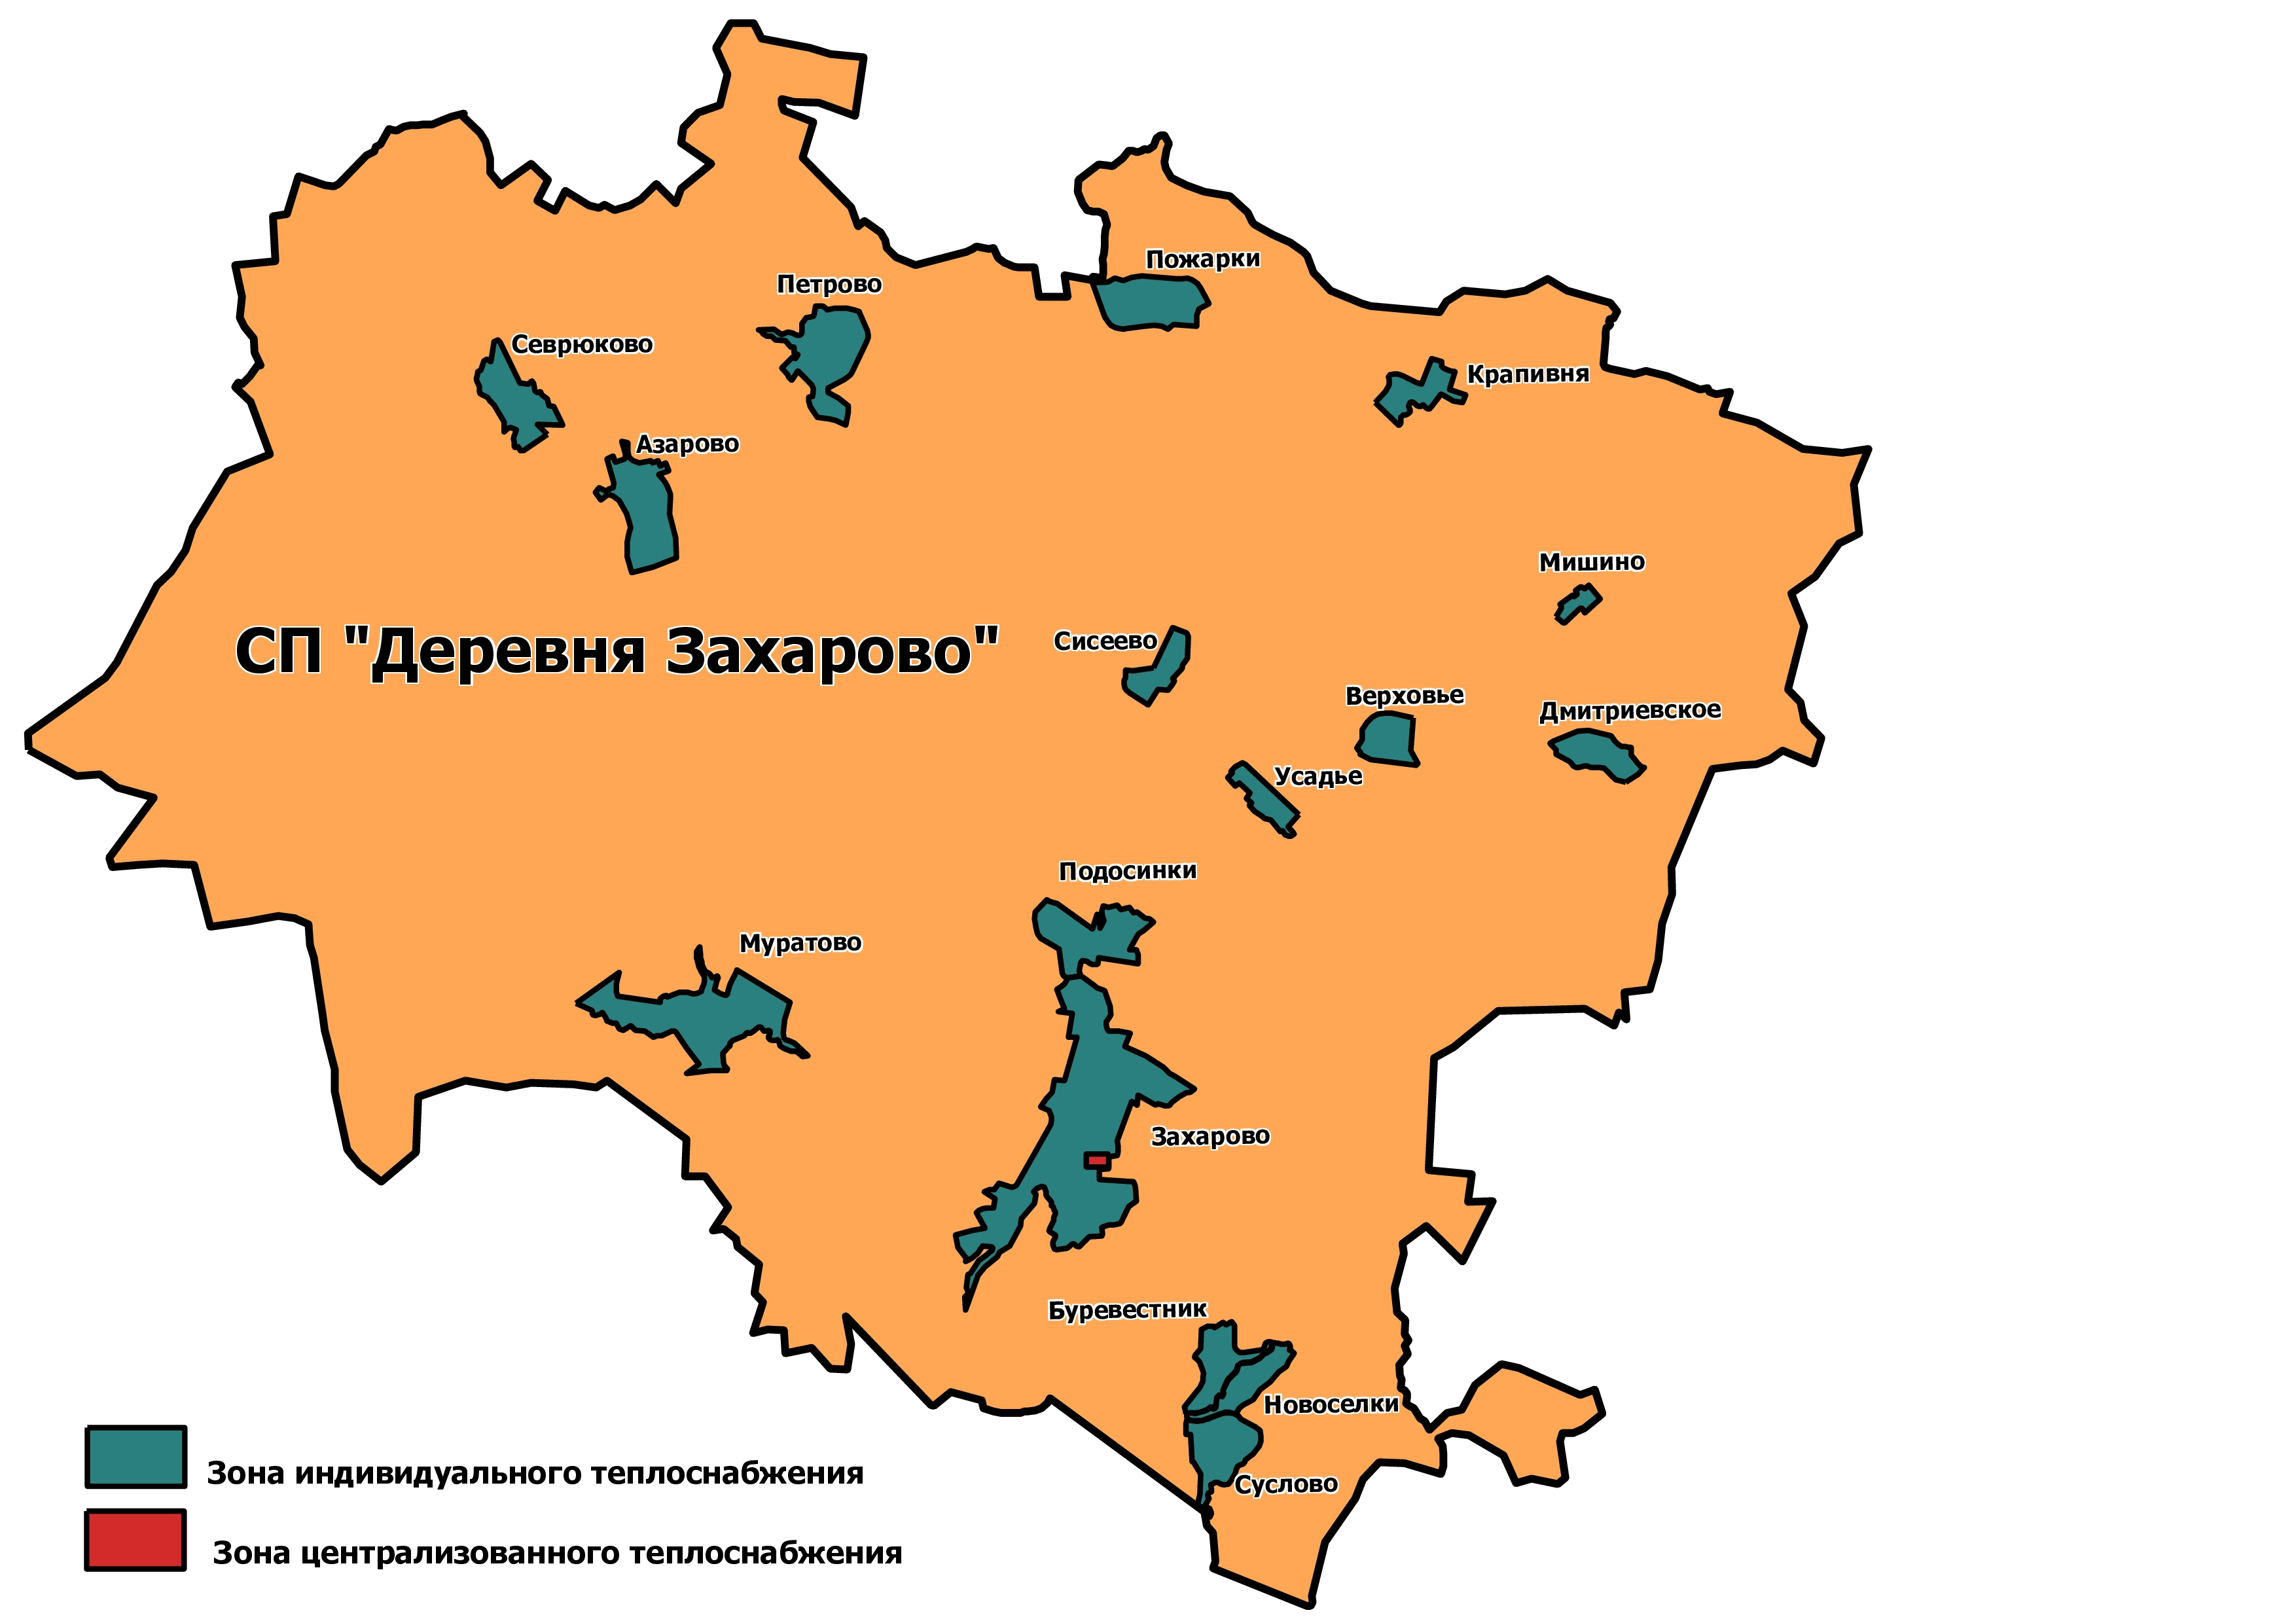 Пожарки
Петрово
Севрюково
Крапивня
Азарово
Мишино
СП "Деревня Захарово"
Сисеево
Верховье
Дмитриевское
Усадье
Подосинки
Муратово
Захарово
Буревестник
Новоселки
Суслово
Зона индивидуального теплоснабжения
Зона централизованного теплоснабжения